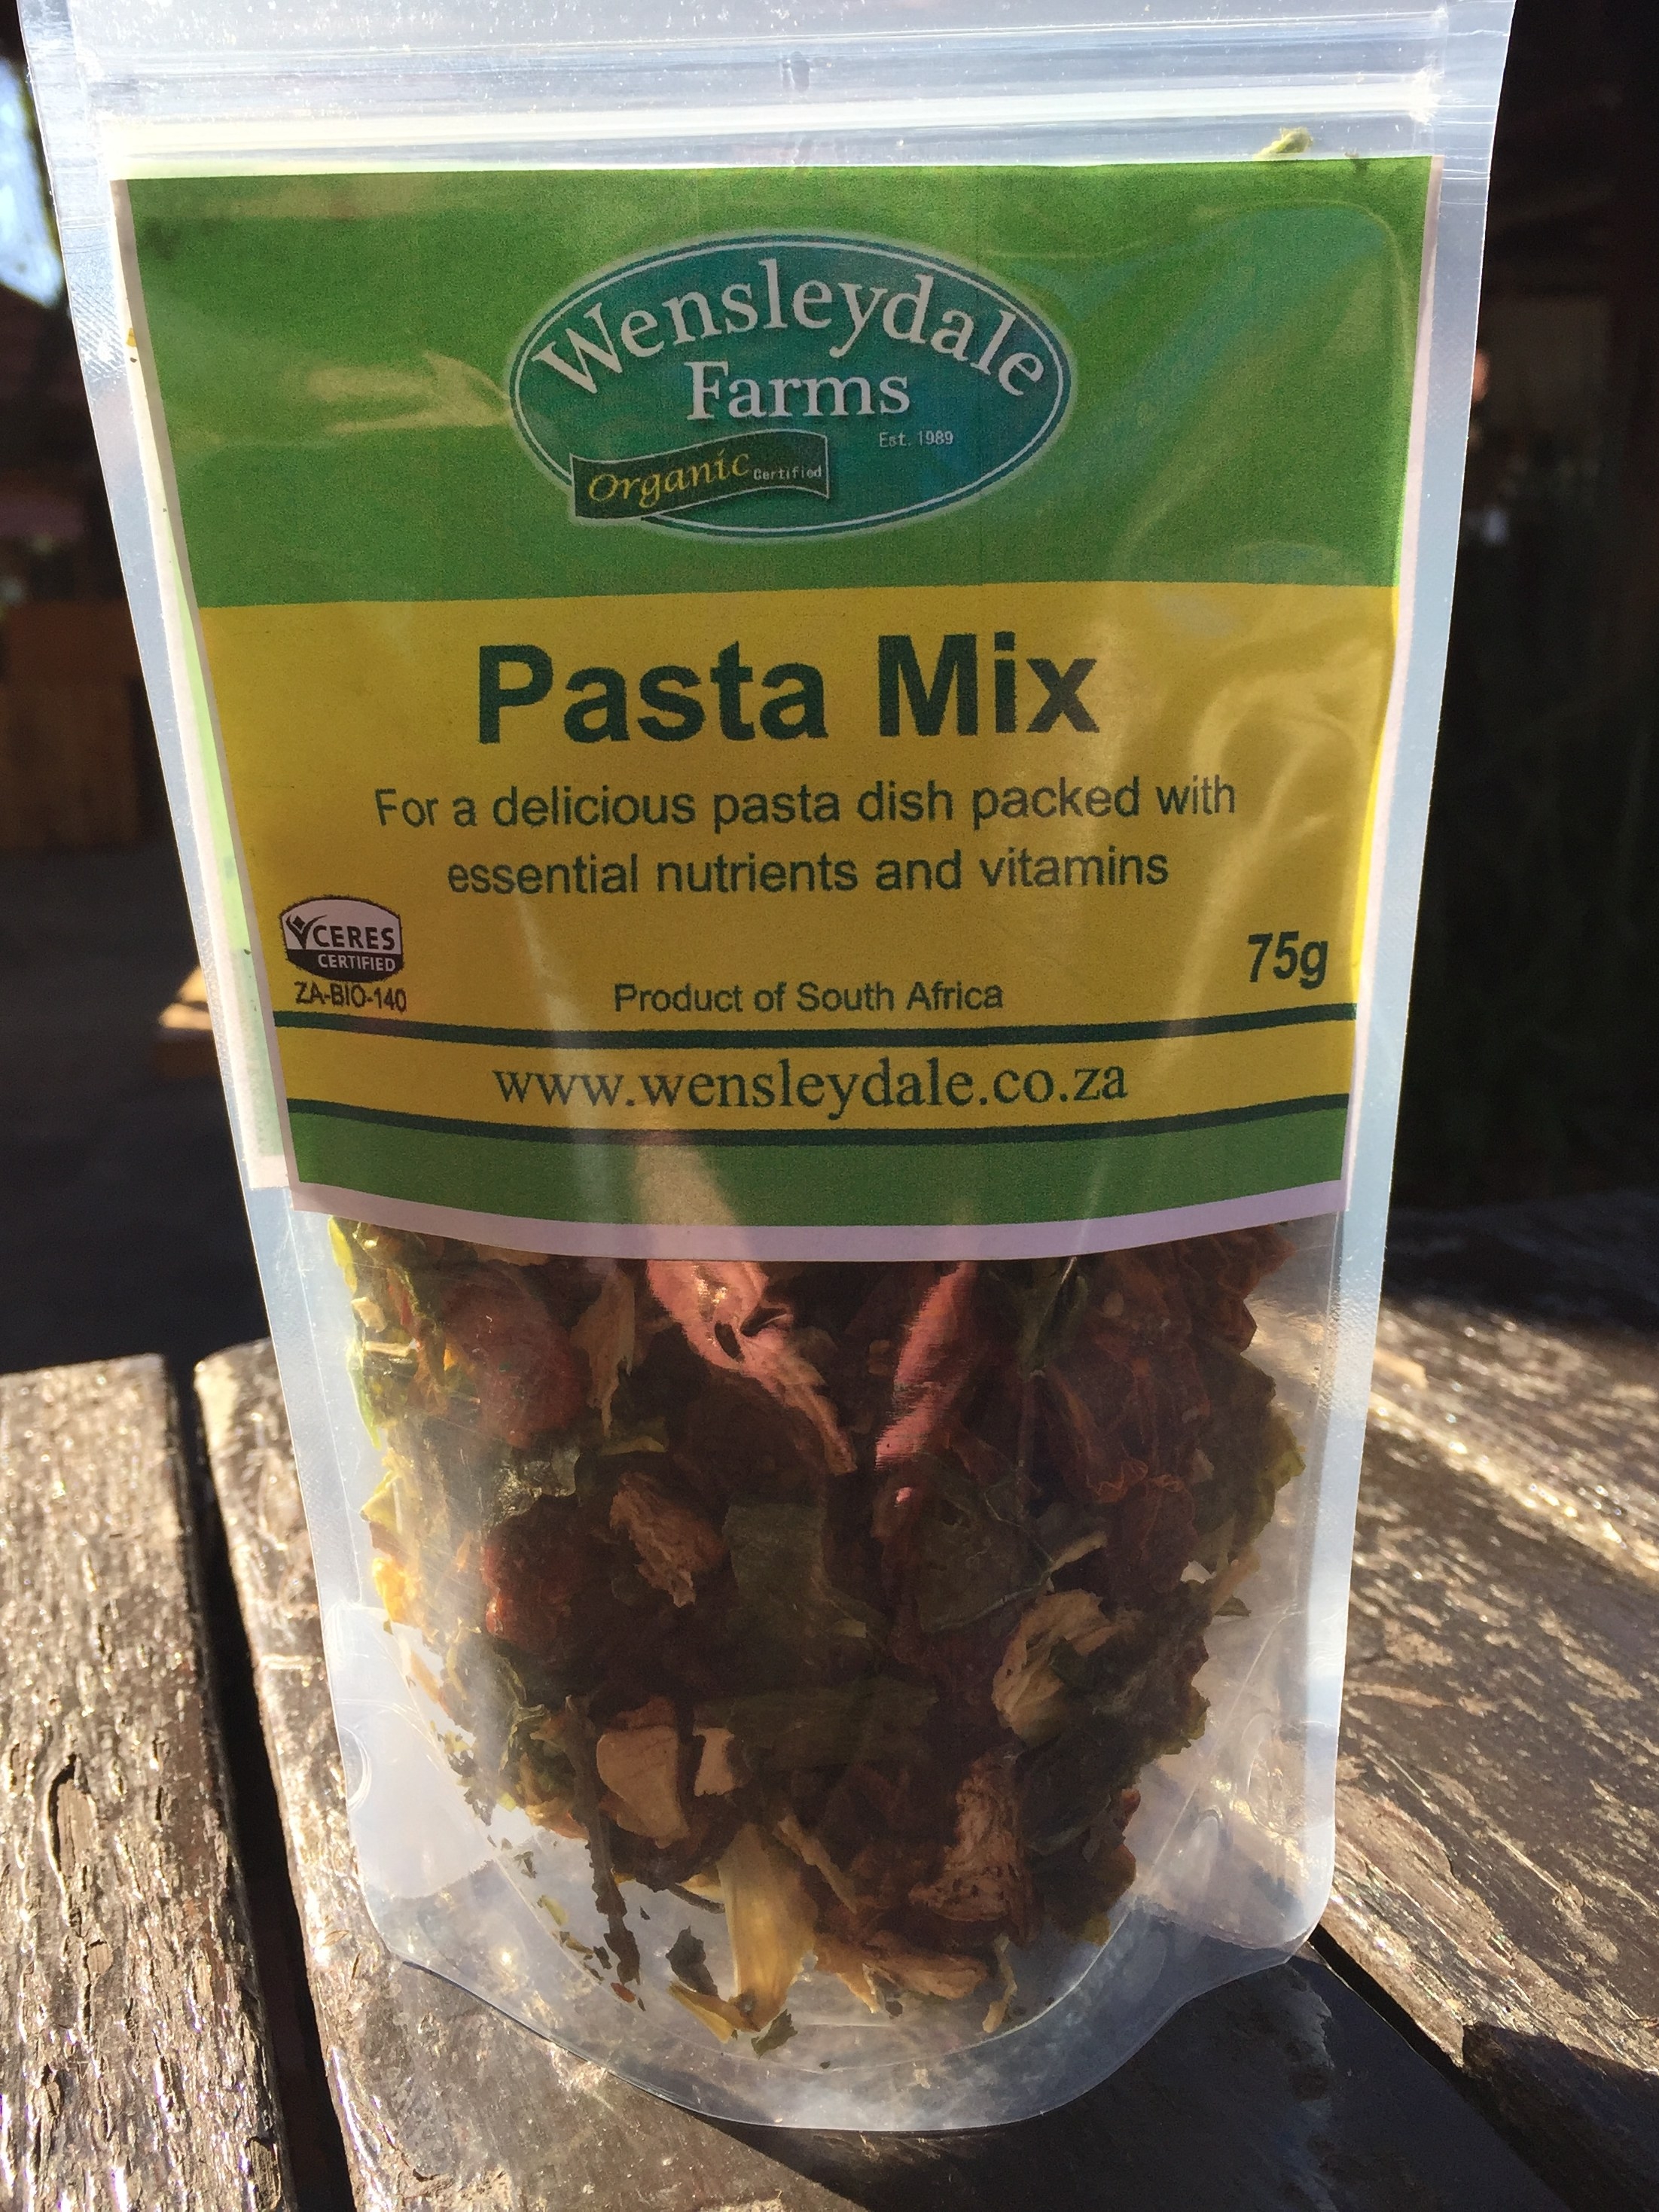 Wensleydale
Farms
Est. 1989
Organic Certified
Pasta Mix
For a delicious pasta dish packed with
essential nutrients and vitamins
CERES
CERTIFIED
ZA-BIO-140
75g
Product of South Africa
www.wensleydale.co.za